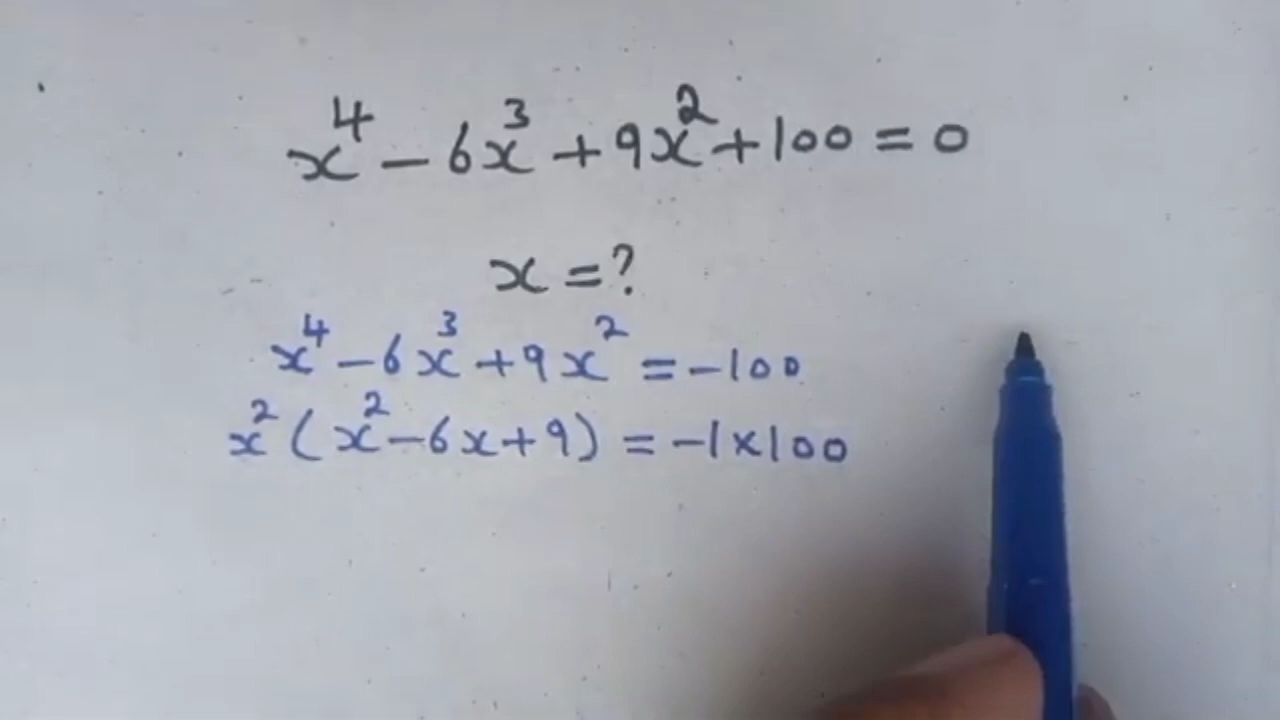 x⁴ - 6x³ + 9x² + 100 = 0
x = ?
x⁴ - 6x³ + 9x² = -100
x² (x² - 6x + 9) = -1 x 100